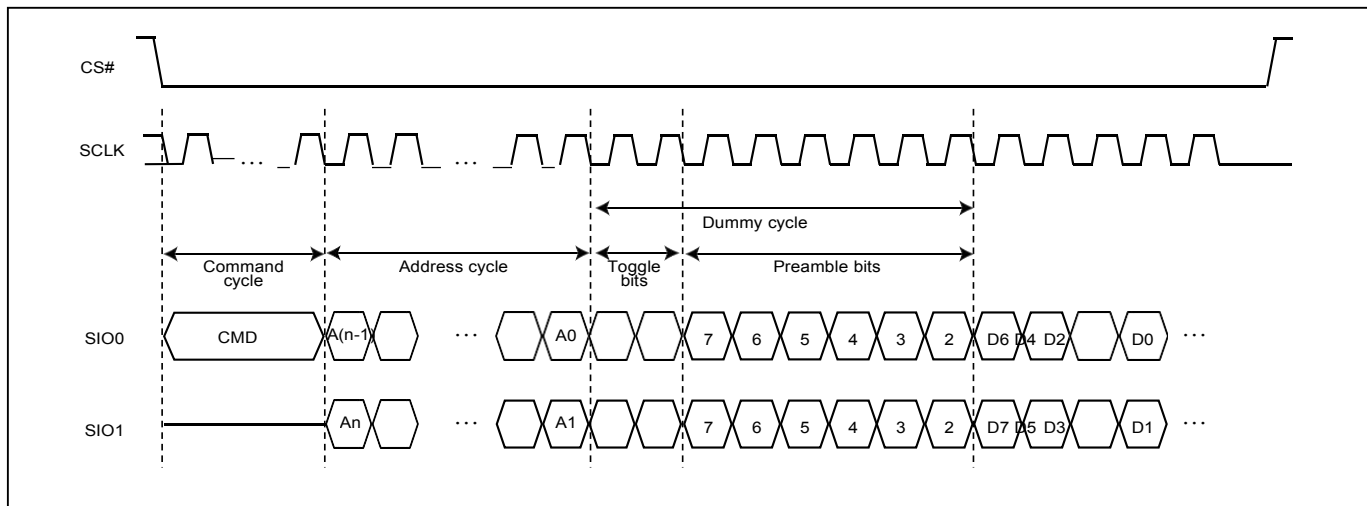 CS#
SCLK ... ...
Dummy cycle
Command cycle
Address cycle
Toggle bits
Preamble bits
SIO0 CMD A(n-1) ... A0 7 6 5 4 3 2 D6 D4 D2 D0 ...
SIO1 An ... A1 7 6 5 4 3 2 D7 D5 D3 D1 ...